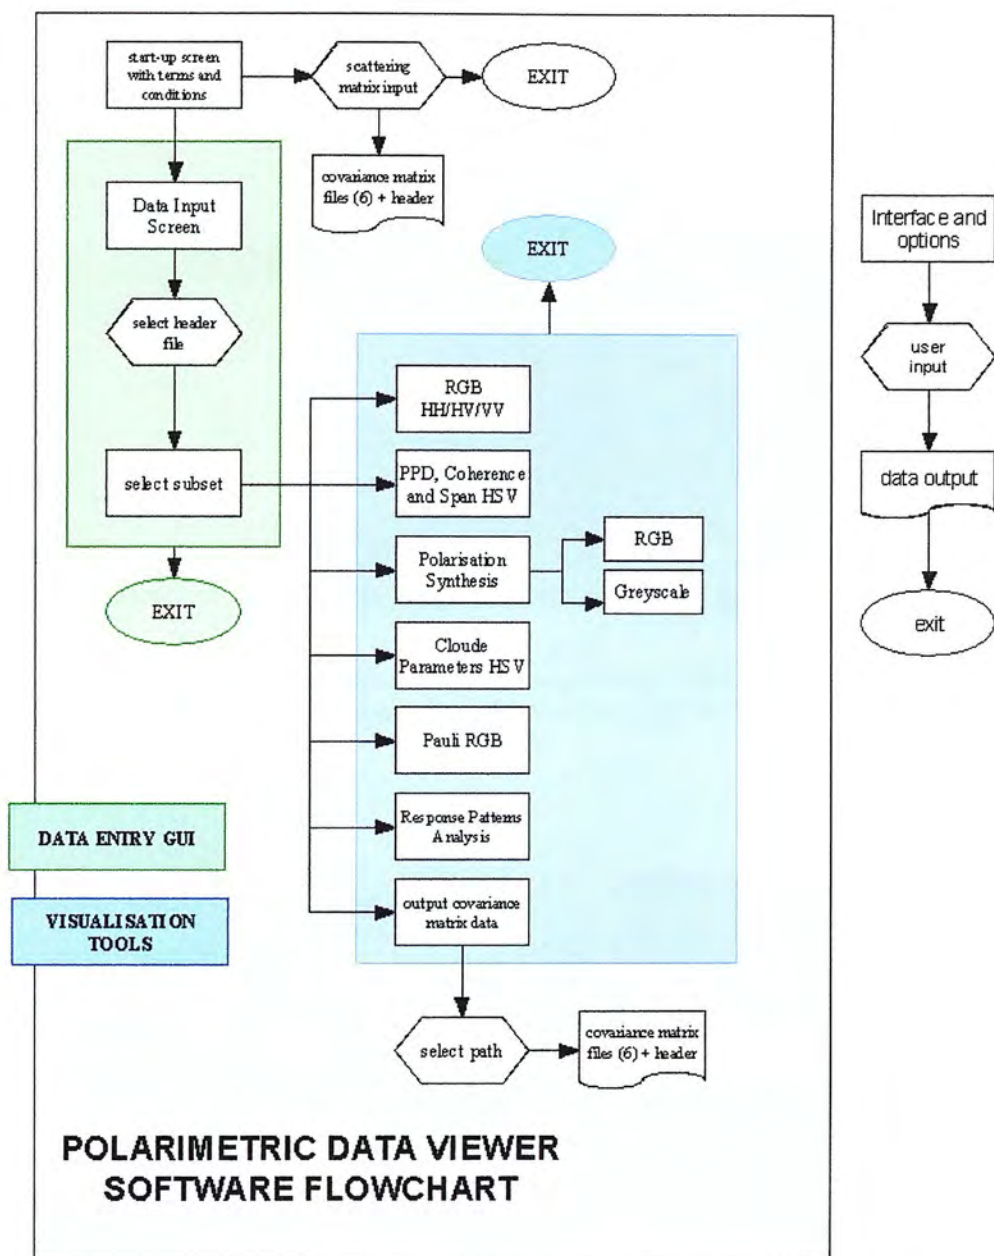 start-up screen
with terms and
conditions
scattering
matrix input
EXIT
covariance matrix
files (6) + header
Data Input
Screen
select header
file
select subset
EXIT
EXIT
RGB
HH/HV/VV
PPD, Coherence
and Span HSV
Polarisation
Synthesis
RGB
Greyscale
Cloude
Parameters HSV
Pauli RGB
Response Patterns
Analysis
output covariance
matrix data
select path
covariance matrix
files (6) + header
Interface and
options
user
input
data output
exit
DATA ENTRY GUI
VISUALISATION
TOOLS
POLARIMETRIC DATA VIEWER
SOFTWARE FLOWCHART